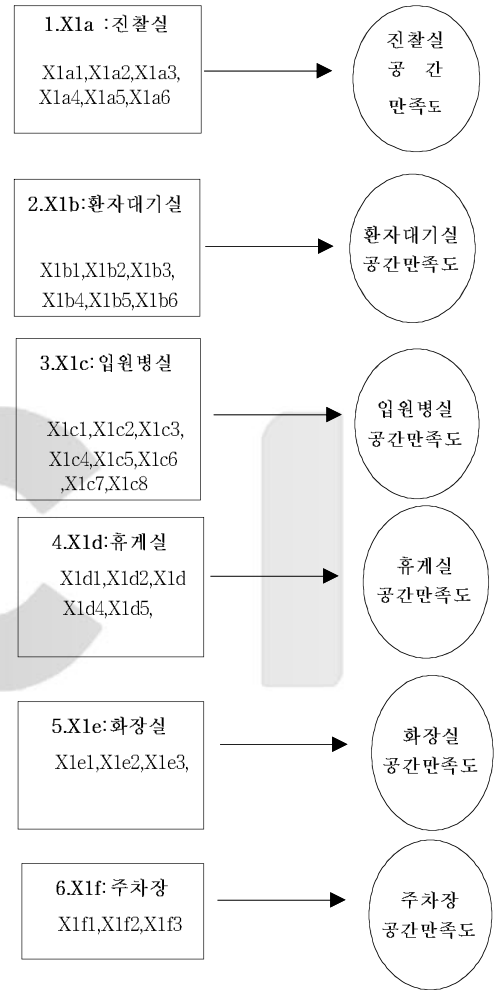 1.X1a :진찰실
X1a1,X1a2,X1a3,
X1a4,X1a5,X1a6
진찰실
공 간
만족도
2.X1b:환자대기실
X1b1,X1b2,X1b3,
X1b4,X1b5,X1b6
환자대기실
공간만족도
3.X1c:입원병실
X1c1,X1c2,X1c3,
X1c4,X1c5,X1c6
,X1c7,X1c8
입원병실
공간만족도
4.X1d:휴게실
X1d1,X1d2,X1d
X1d4,X1d5,
휴게실
공간만족도
5.X1e:화장실
X1e1,X1e2,X1e3,
화장실
공간만족도
6.X1f:주차장
X1f1,X1f2,X1f3
주차장
공간만족도